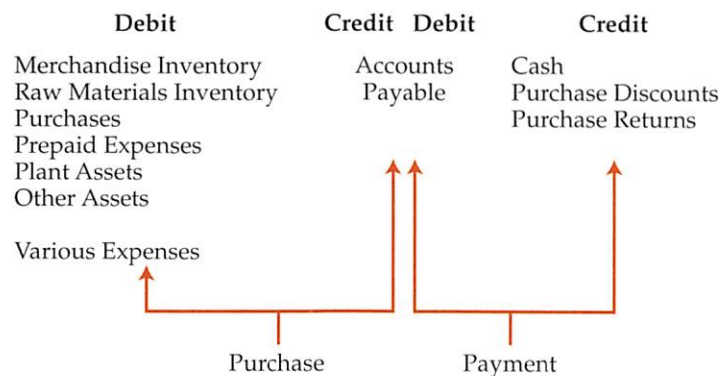 Debit Credit Debit Credit
Merchandise Inventory Accounts Cash
Raw Materials Inventory Payable Purchase Discounts
Purchases Purchase Returns
Prepaid Expenses
Plant Assets
Other Assets
Various Expenses
Purchase Payment